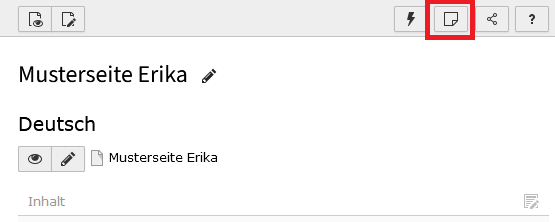 ?
Musterseite Erika
Deutsch
Musterseite Erika
Inhalt